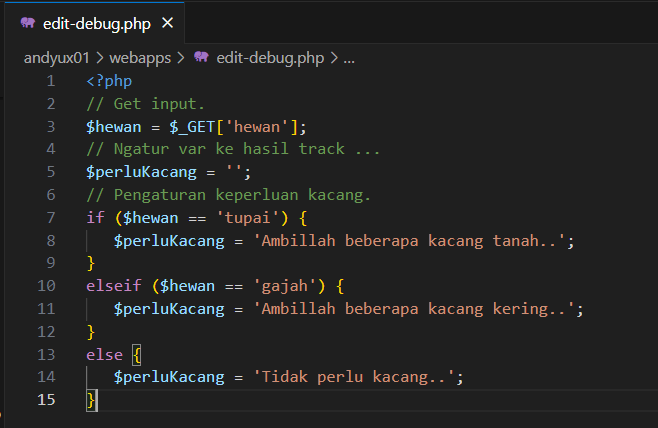 edit-debug.php ×
andyux01 > webapps > edit-debug.php > ...
1 <?php
2 // Get input.
3 $hewan = $_GET['hewan'];
4 // Ngatur var ke hasil track ...
5 $perluKacang = '';
6 // Pengaturan keperluan kacang.
7 if ($hewan == 'tupai') {
8 $perluKacang = 'Ambillah beberapa kacang tanah..';
9 }
10 elseif ($hewan == 'gajah') {
11 $perluKacang = 'Ambillah beberapa kacang kering..';
12 }
13 else {
14 $perluKacang = 'Tidak perlu kacang..';
15 }